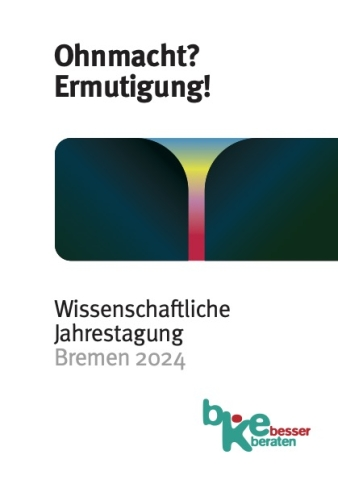 Ohnmacht?
Ermutigung!
Wissenschaftliche
Jahrestagung
Bremen 2024
bke besser
beraten